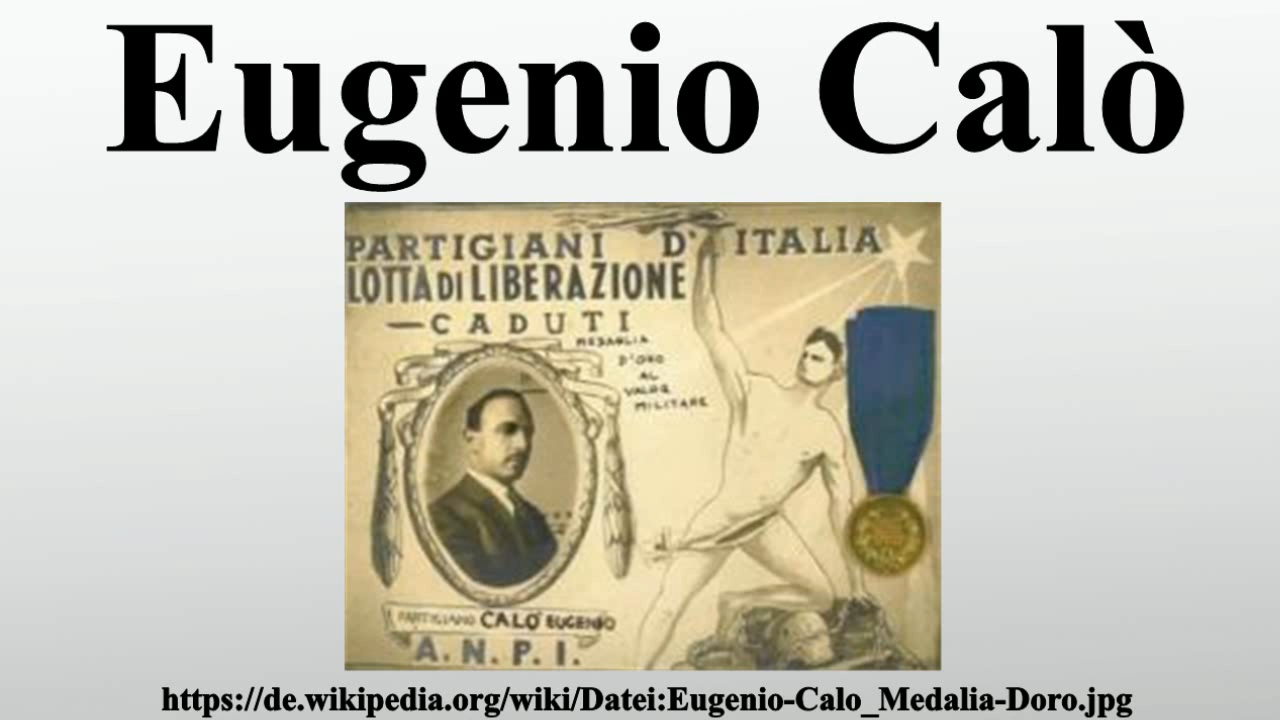 Eugenio Calò
PARTIGIANI D' ITALIA
LOTTA DI LIBERAZIONE
—CADUTI
MEDAGLIA
D'ORO
AL
VALOR
MILITARE
PARTIGIANO CALO' EUGENIO
A.N.P.I.
https://de.wikipedia.org/wiki/Datei:Eugenio-Calo_Medalia-Doro.jpg